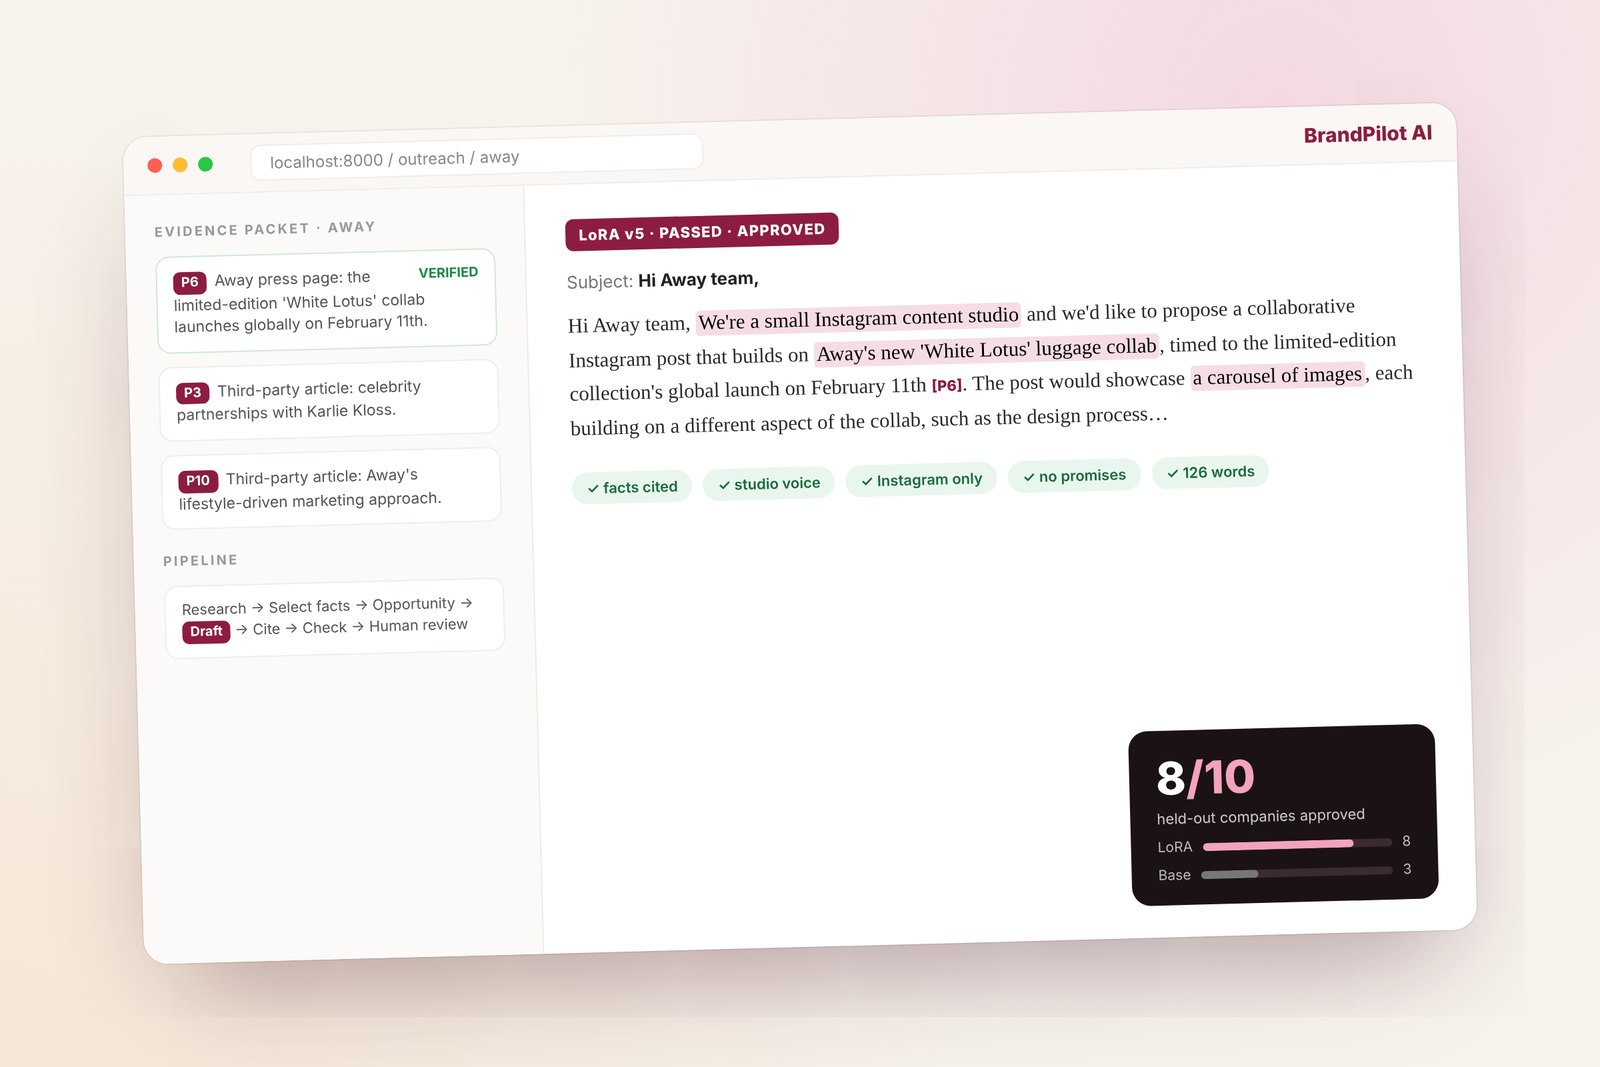 localhost:8000 / outreach / away
BrandPilot AI
EVIDENCE PACKET · AWAY
P6 Away press page: the VERIFIED
limited-edition 'White Lotus' collab
launches globally on February 11th.
P3 Third-party article: celebrity
partnerships with Karlie Kloss.
P10 Third-party article: Away's
lifestyle-driven marketing approach.
PIPELINE
Research → Select facts → Opportunity →
Draft → Cite → Check → Human review
LoRA v5 · PASSED · APPROVED
Subject: Hi Away team,
Hi Away team, We're a small Instagram content studio and we'd like to propose a collaborative
Instagram post that builds on Away's new 'White Lotus' luggage collab, timed to the limited-edition
collection's global launch on February 11th [P6]. The post would showcase a carousel of images, each
building on a different aspect of the collab, such as the design process…
✓ facts cited ✓ studio voice ✓ Instagram only ✓ no promises ✓ 126 words
8/10
held-out companies approved
LoRA 8
Base 3